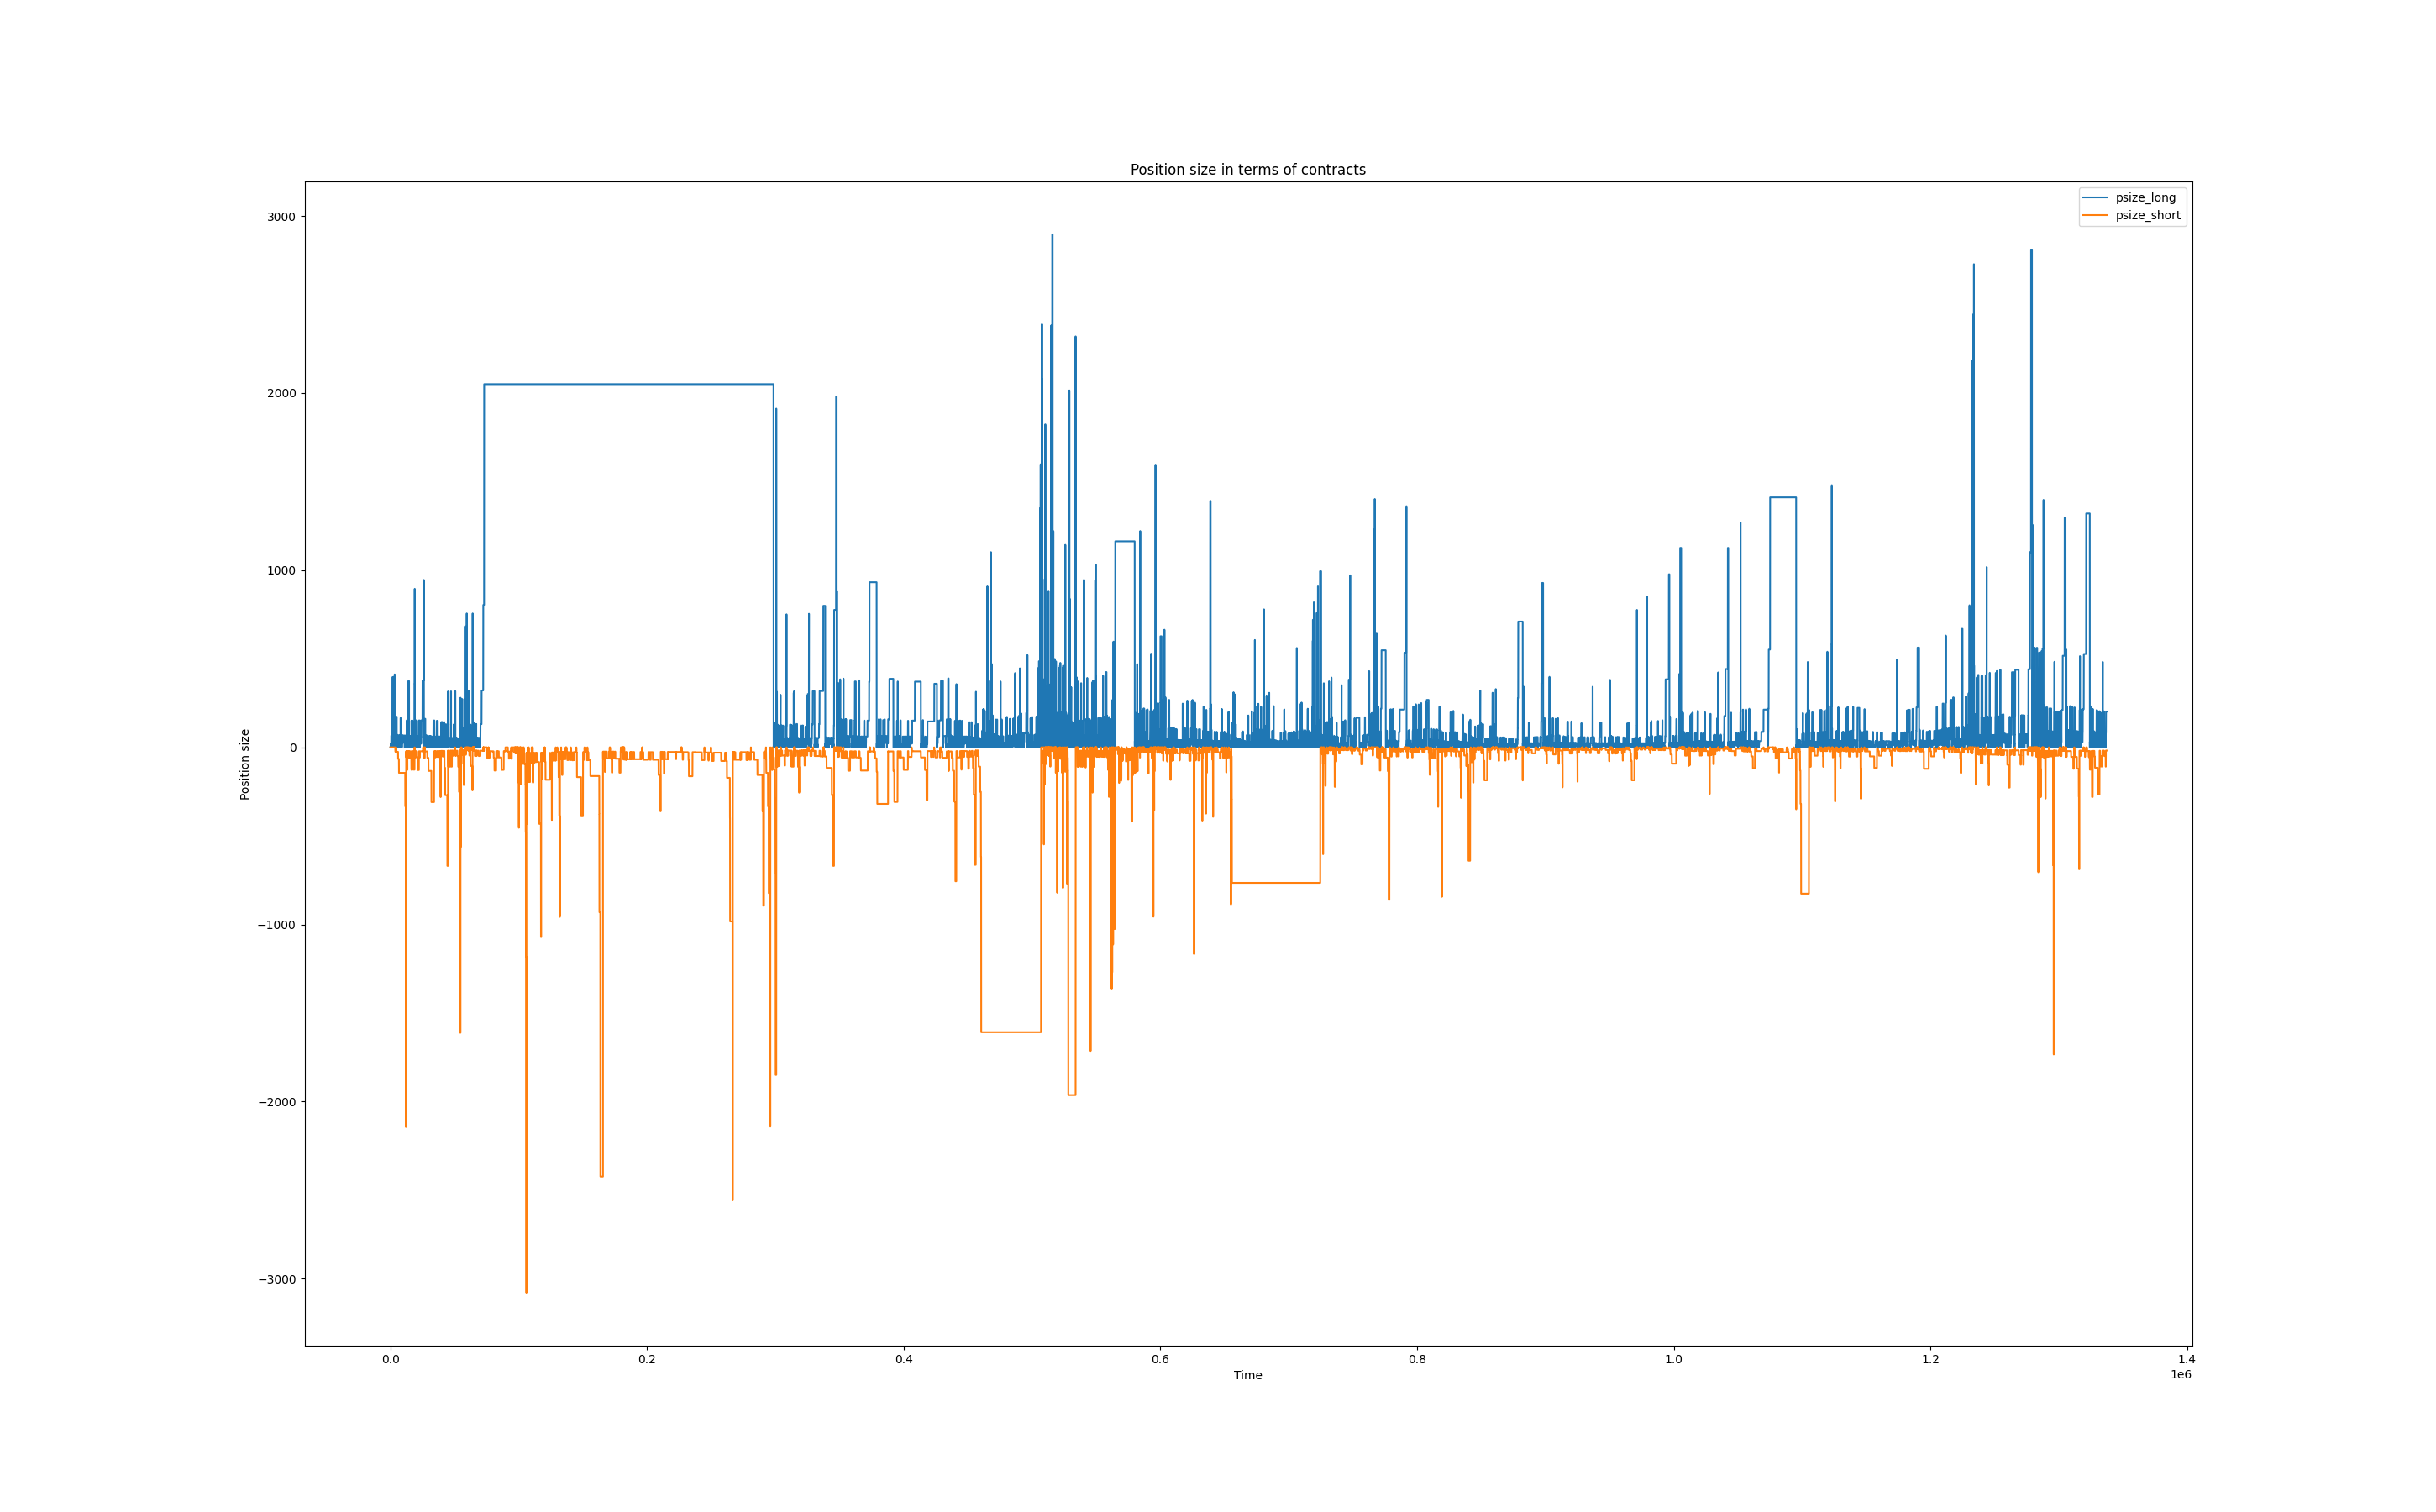 Position size in terms of contracts
psize_long
psize_short
3000
2000
1000
0
−1000
−2000
−3000
Position size
0.0
0.2
0.4
0.6
0.8
1.0
1.2
1.4
1e6
Time